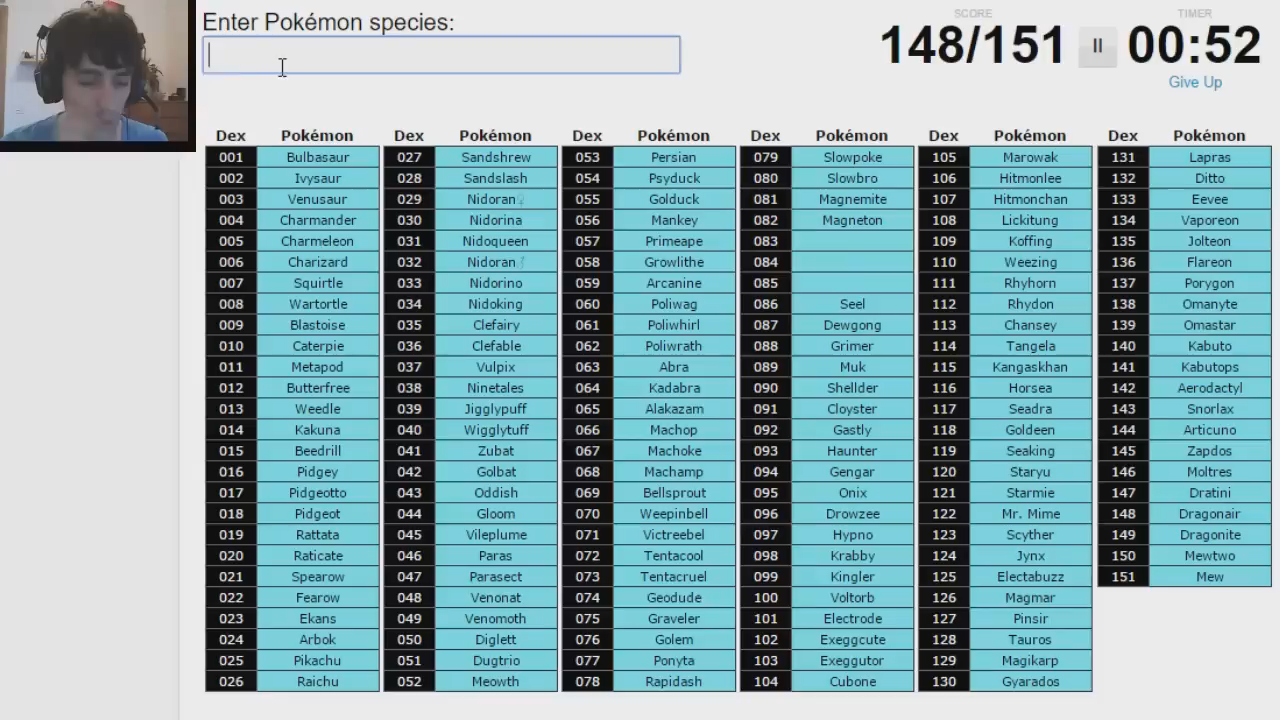 Enter Pokémon species:
SCORE
148/151
TIMER
00:52
Give Up
Dex Pokémon Dex Pokémon Dex Pokémon Dex Pokémon Dex Pokémon Dex Pokémon
001 Bulbasaur 027 Sandshrew 053 Persian 079 Slowpoke 105 Marowak 131 Lapras
002 Ivysaur 028 Sandslash 054 Psyduck 080 Slowbro 106 Hitmonlee 132 Ditto
003 Venusaur 029 Nidoran♀ 055 Golduck 081 Magnemite 107 Hitmonchan 133 Eevee
004 Charmander 030 Nidorina 056 Mankey 082 Magneton 108 Lickitung 134 Vaporeon
005 Charmeleon 031 Nidoqueen 057 Primeape 083 109 Koffing 135 Jolteon
006 Charizard 032 Nidoran♂ 058 Growlithe 084 110 Weezing 136 Flareon
007 Squirtle 033 Nidorino 059 Arcanine 085 111 Rhyhorn 137 Porygon
008 Wartortle 034 Nidoking 060 Poliwag 086 Seel 112 Rhydon 138 Omanyte
009 Blastoise 035 Clefairy 061 Poliwhirl 087 Dewgong 113 Chansey 139 Omastar
010 Caterpie 036 Clefable 062 Poliwrath 088 Grimer 114 Tangela 140 Kabuto
011 Metapod 037 Vulpix 063 Abra 089 Muk 115 Kangaskhan 141 Kabutops
012 Butterfree 038 Ninetales 064 Kadabra 090 Shellder 116 Horsea 142 Aerodactyl
013 Weedle 039 Jigglypuff 065 Alakazam 091 Cloyster 117 Seadra 143 Snorlax
014 Kakuna 040 Wigglytuff 066 Machop 092 Gastly 118 Goldeen 144 Articuno
015 Beedrill 041 Zubat 067 Machoke 093 Haunter 119 Seaking 145 Zapdos
016 Pidgey 042 Golbat 068 Machamp 094 Gengar 120 Staryu 146 Moltres
017 Pidgeotto 043 Oddish 069 Bellsprout 095 Onix 121 Starmie 147 Dratini
018 Pidgeot 044 Gloom 070 Weepinbell 096 Drowzee 122 Mr. Mime 148 Dragonair
019 Rattata 045 Vileplume 071 Victreebel 097 Hypno 123 Scyther 149 Dragonite
020 Raticate 046 Paras 072 Tentacool 098 Krabby 124 Jynx 150 Mewtwo
021 Spearow 047 Parasect 073 Tentacruel 099 Kingler 125 Electabuzz 151 Mew
022 Fearow 048 Venonat 074 Geodude 100 Voltorb 126 Magmar
023 Ekans 049 Venomoth 075 Graveler 101 Electrode 127 Pinsir
024 Arbok 050 Diglett 076 Golem 102 Exeggcute 128 Tauros
025 Pikachu 051 Dugtrio 077 Ponyta 103 Exeggutor 129 Magikarp
026 Raichu 052 Meowth 078 Rapidash 104 Cubone 130 Gyarados